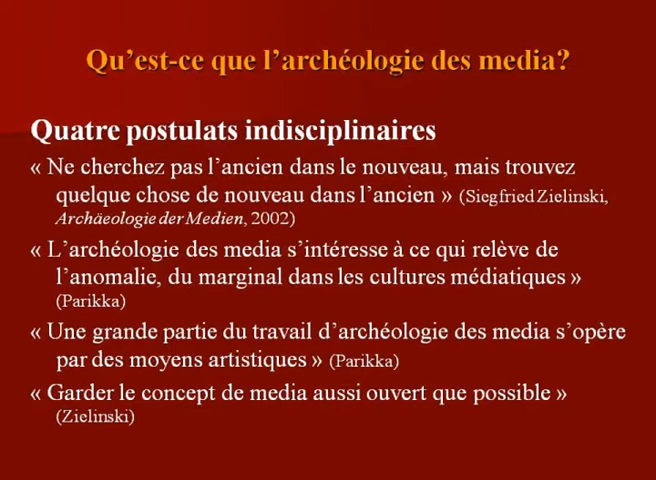 Qu’est-ce que l’archéologie des media?
Quatre postulats indisciplinaires
« Ne cherchez pas l’ancien dans le nouveau, mais trouvez
quelque chose de nouveau dans l’ancien » (Siegfried Zielinski,
Archäeologie der Medien, 2002)
« L’archéologie des media s’intéresse à ce qui relève de
l’anomalie, du marginal dans les cultures médiatiques »
(Parikka)
« Une grande partie du travail d’archéologie des media s’opère
par des moyens artistiques » (Parikka)
« Garder le concept de media aussi ouvert que possible »
(Zielinski)